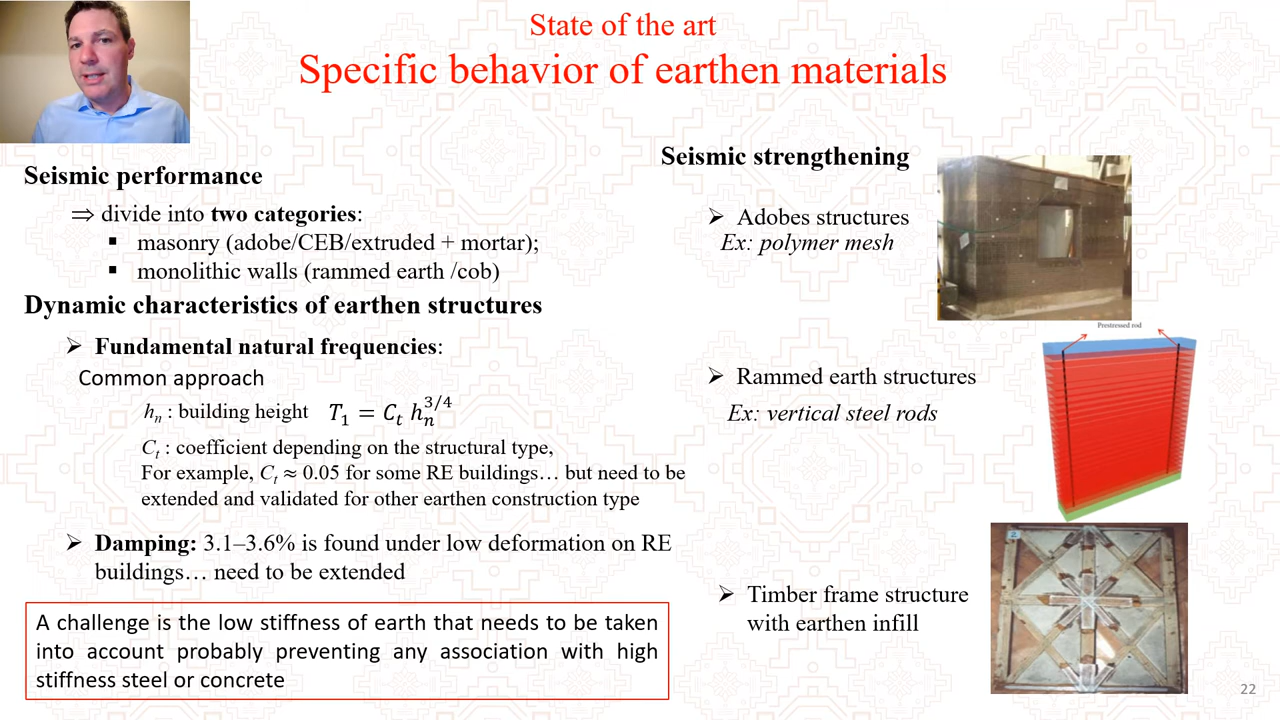 State of the art
Specific behavior of earthen materials
Seismic performance
⇒ divide into two categories:
▪ masonry (adobe/CEB/extruded + mortar);
▪ monolithic walls (rammed earth /cob)
Dynamic characteristics of earthen structures
➢ Fundamental natural frequencies:
Common approach
hₙ : building height T₁ = Cₜ hₙ^{3/4}
Cₜ : coefficient depending on the structural type,
For example, Cₜ ≈ 0.05 for some RE buildings… but need to be
extended and validated for other earthen construction type
➢ Damping: 3.1–3.6% is found under low deformation on RE
buildings… need to be extended
A challenge is the low stiffness of earth that needs to be taken
into account probably preventing any association with high
stiffness steel or concrete
Seismic strengthening
➢ Adobes structures
Ex: polymer mesh
Prestressed rod
➢ Rammed earth structures
Ex: vertical steel rods
➢ Timber frame structure
with earthen infill
22